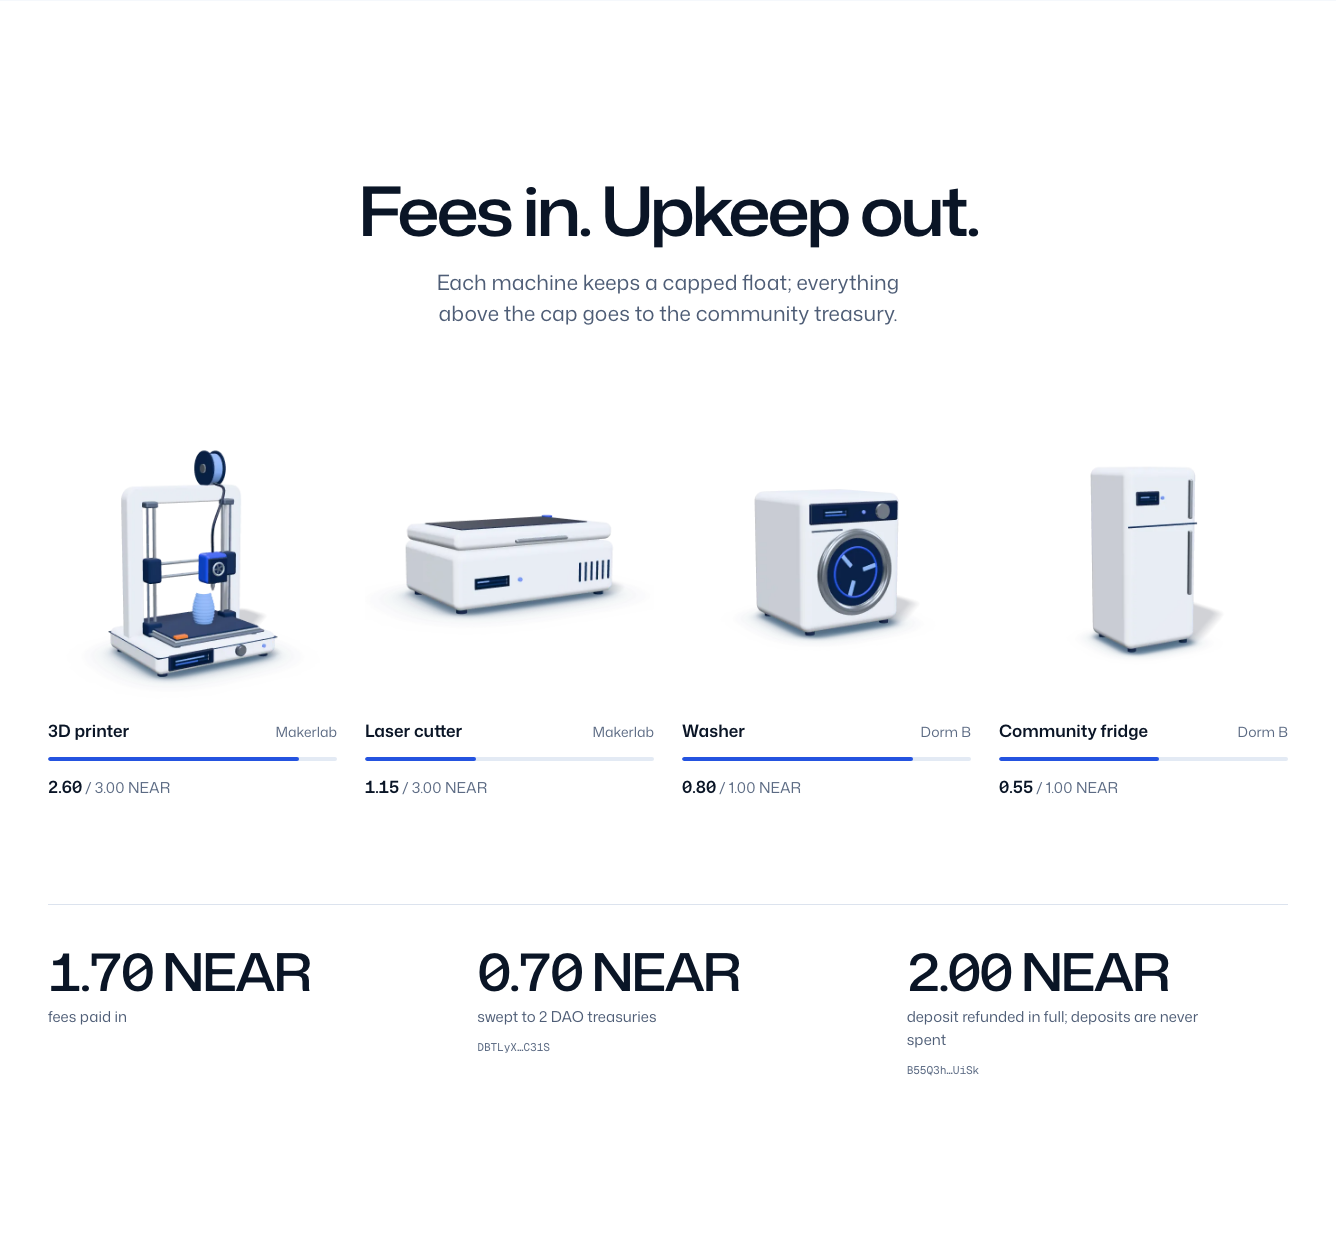 Fees in. Upkeep out.
Each machine keeps a capped float; everything
above the cap goes to the community treasury.
3D printer Makerlab
2.60 / 3.00 NEAR
Laser cutter Makerlab
1.15 / 3.00 NEAR
Washer Dorm B
0.80 / 1.00 NEAR
Community fridge Dorm B
0.55 / 1.00 NEAR
1.70 NEAR
fees paid in
0.70 NEAR
swept to 2 DAO treasuries
DBTLyX…C31S
2.00 NEAR
deposit refunded in full; deposits are never
spent
B55Q3h…UiSk